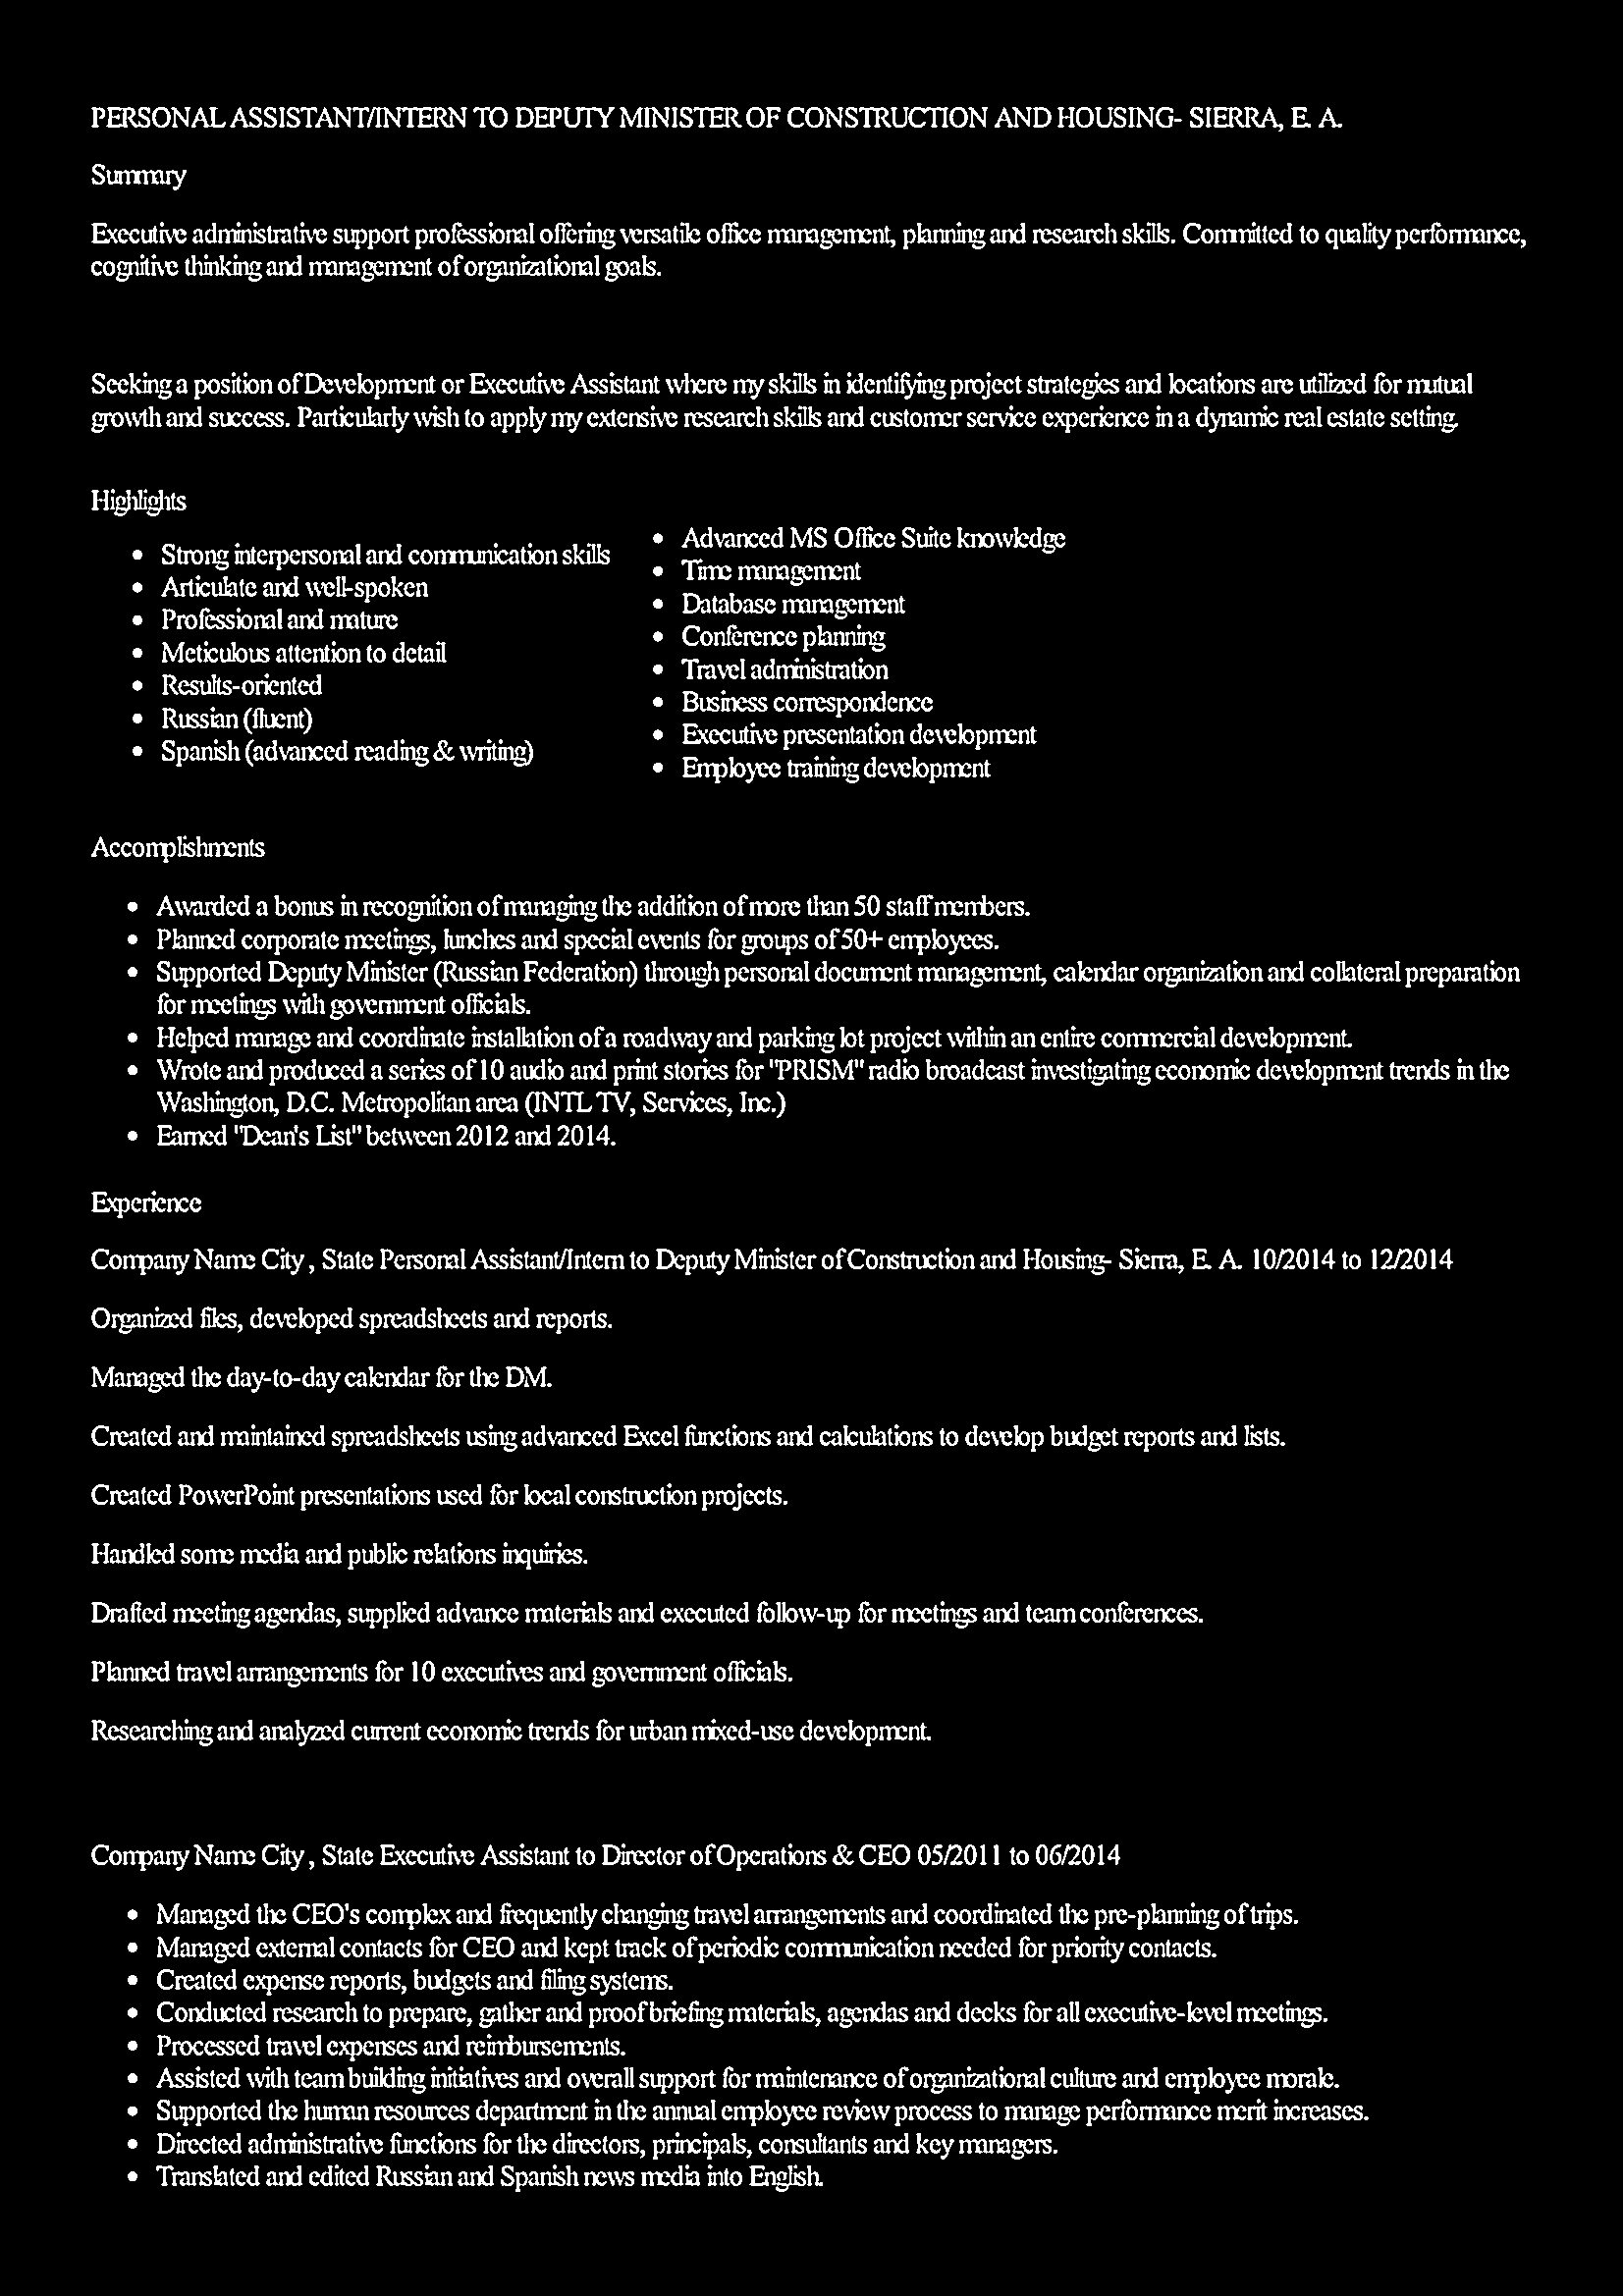 PERSONAL ASSISTANT/INTERN TO DEPUTY MINISTER OF CONSTRUCTION AND HOUSING- SIERRA, E. A.
Summary
Executive administrative support professional offering versatile office management, planning and research skills. Committed to quality performance,
cognitive thinking and management of organizational goals.
Seeking a position of Development or Executive Assistant where my skills in identifying project strategies and locations are utilized for mutual
growth and success. Particularly wish to apply my extensive research skills and customer service experience in a dynamic real estate setting.
Highlights
• Strong interpersonal and communication skills
• Articulate and well-spoken
• Professional and mature
• Meticulous attention to detail
• Results-oriented
• Russian (fluent)
• Spanish (advanced reading & writing)
• Advanced MS Office Suite knowledge
• Time management
• Database management
• Conference planning
• Travel administration
• Business correspondence
• Executive presentation development
• Employee training development
Accomplishments
• Awarded a bonus in recognition of managing the addition of more than 50 staff members.
• Planned corporate meetings, lunches and special events for groups of 50+ employees.
• Supported Deputy Minister (Russian Federation) through personal document management, calendar organization and collateral preparation
for meetings with government officials.
• Helped manage and coordinate installation of a roadway and parking lot project within an entire commercial development.
• Wrote and produced a series of 10 audio and print stories for "PRISM" radio broadcast investigating economic development trends in the
Washington, D.C. Metropolitan area (INTL TV, Services, Inc.)
• Earned "Dean's List" between 2012 and 2014.
Experience
Company Name City , State Personal Assistant/Intern to Deputy Minister of Construction and Housing- Sierra, E. A. 10/2014 to 12/2014
Organized files, developed spreadsheets and reports.
Managed the day-to-day calendar for the DM.
Created and maintained spreadsheets using advanced Excel functions and calculations to develop budget reports and lists.
Created PowerPoint presentations used for local construction projects.
Handled some media and public relations inquiries.
Drafted meeting agendas, supplied advance materials and executed follow-up for meetings and team conferences.
Planned travel arrangements for 10 executives and government officials.
Researching and analyzed current economic trends for urban mixed-use development.
Company Name City , State Executive Assistant to Director of Operations & CEO 05/2011 to 06/2014
• Managed the CEO's complex and frequently changing travel arrangements and coordinated the pre-planning of trips.
• Managed external contacts for CEO and kept track of periodic communication needed for priority contacts.
• Created expense reports, budgets and filing systems.
• Conducted research to prepare, gather and proof briefing materials, agendas and decks for all executive-level meetings.
• Processed travel expenses and reimbursements.
• Assisted with team building initiatives and overall support for maintenance of organizational culture and employee morale.
• Supported the human resources department in the annual employee review process to manage performance merit increases.
• Directed administrative functions for the directors, principals, consultants and key managers.
• Translated and edited Russian and Spanish news media into English.